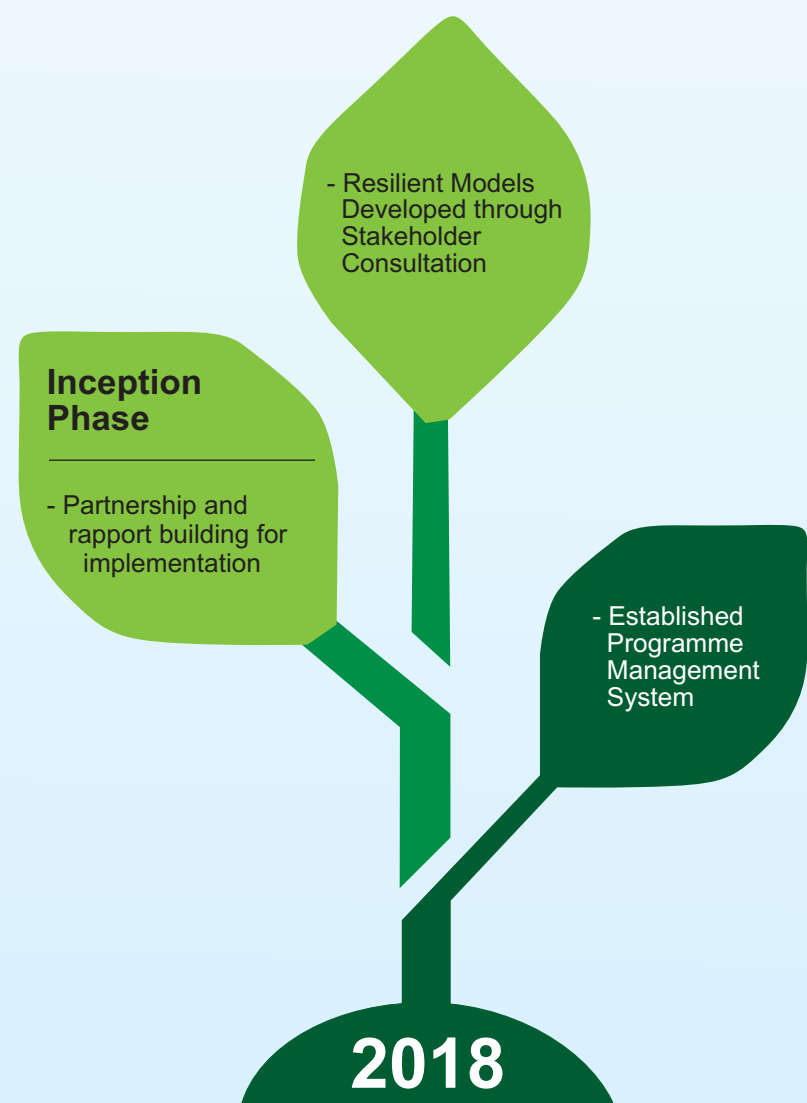 - Resilient Models
Developed through
Stakeholder
Consultation
Inception
Phase
- Partnership and
rapport building for
implementation
- Established
Programme
Management
System
2018